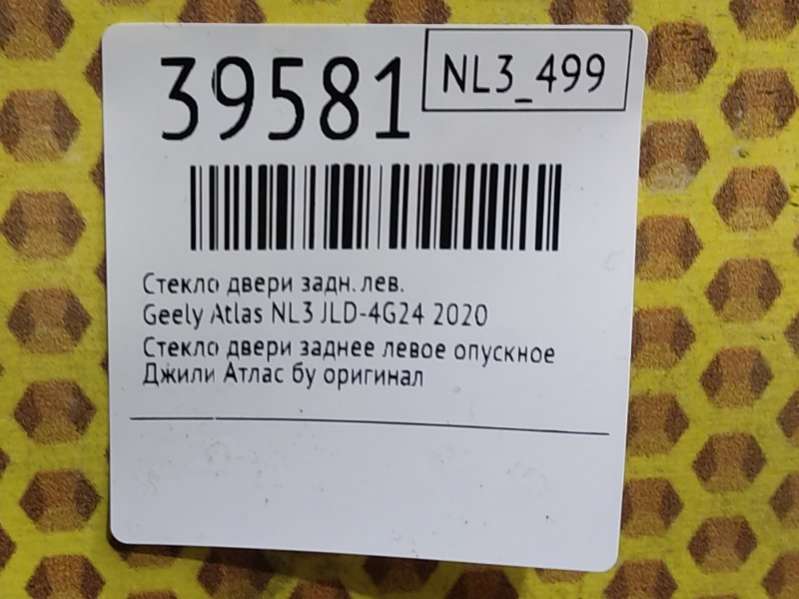 39581
NL3_499
Стекло двери задн. лев.
Geely Atlas NL3 JLD-4G24 2020
Стекло двери заднее левое опускное
Джили Атлас бу оригинал